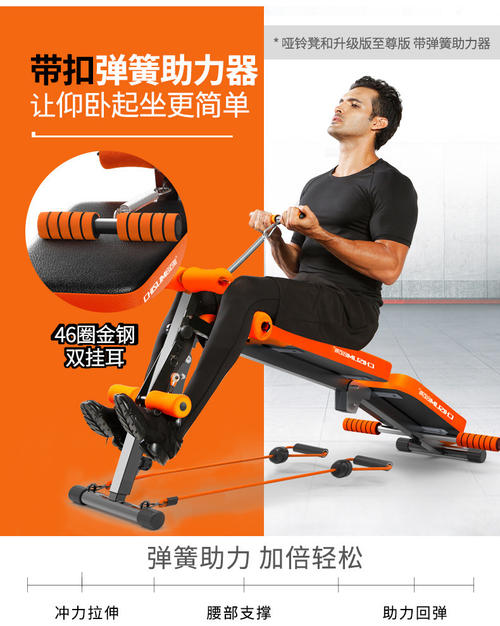 * 哑铃凳和升级版至尊版 带弹簧助力器
带扣弹簧助力器
让仰卧起坐更简单
46圈金钢
双挂耳
弹簧助力 加倍轻松
冲力拉伸
腰部支撑
助力回弹